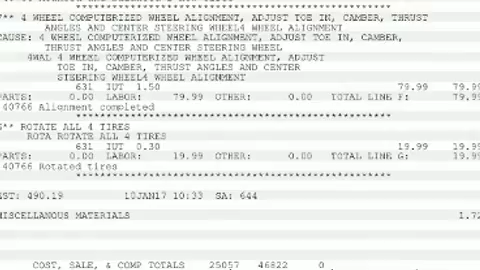 ***************************************************
F** 4 WHEEL COMPUTERIZED WHEEL ALIGNMENT, ADJUST TOE IN, CAMBER, THRUST
ANGLES AND CENTER STEERING WHEEL4 WHEEL ALIGNMENT
CAUSE: 4 WHEEL COMPUTERIZED WHEEL ALIGNMENT, ADJUST TOE IN, CAMBER,
THRUST ANGLES AND CENTER STEERING WHEEL
4WAL 4 WHEEL COMPUTERIZED WHEEL ALIGNMENT, ADJUST
TOE IN, CAMBER, THRUST ANGLES AND CENTER
STEERING WHEEL4 WHEEL ALIGNMENT
631 IUT 1.50 79.99 79.99
PARTS: 0.00 LABOR: 79.99 OTHER: 0.00 TOTAL LINE F: 79.99
40766 Alignment completed
***************************************************
G** ROTATE ALL 4 TIRES
ROTA ROTATE ALL 4 TIRES
631 IUT 0.30 19.99 19.99
PARTS: 0.00 LABOR: 19.99 OTHER: 0.00 TOTAL LINE G: 19.99
40766 Rotated tires
***************************************************
EST: 490.19 10JAN17 10:33 SA: 644
MISCELLANOUS MATERIALS 1.72
COST, SALE, & COMP TOTALS 25057 46822 0